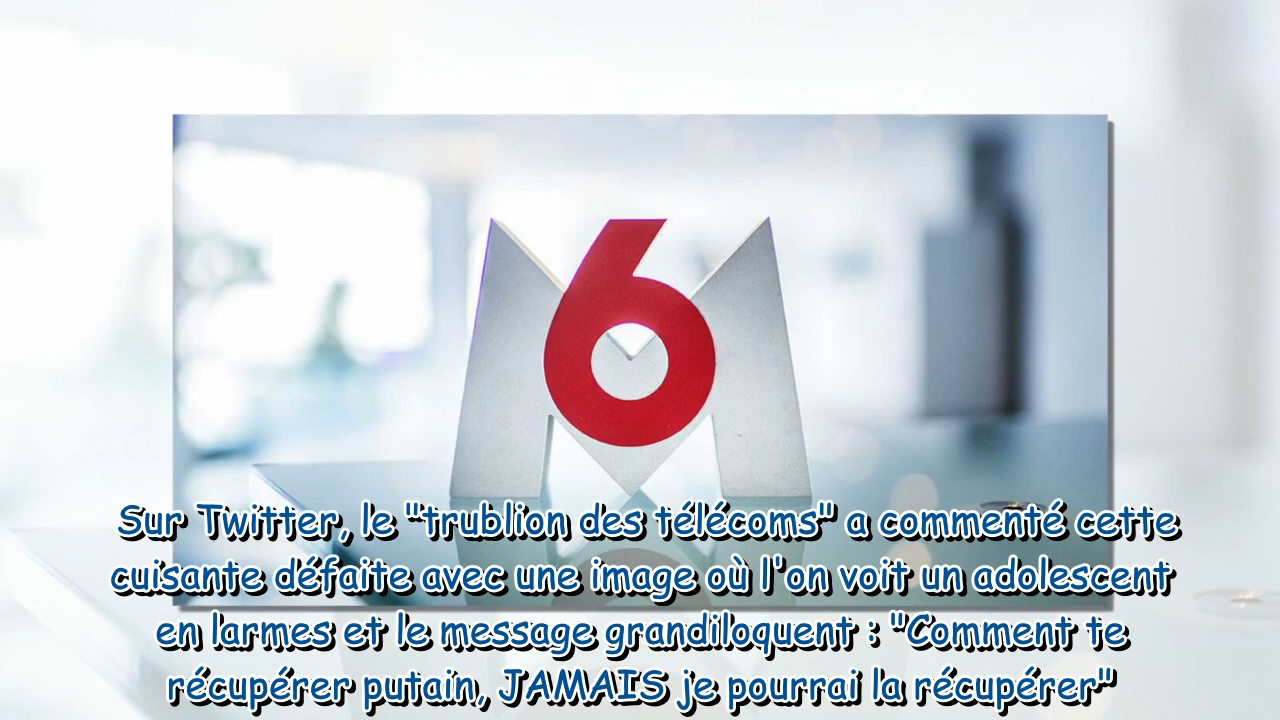 M6
Sur Twitter, le "trublion des télécoms" a commenté cette
cuisante défaite avec une image où l'on voit un adolescent
en larmes et le message grandiloquent : "Comment te
récupérer putain, JAMAIS je pourrai la récupérer"